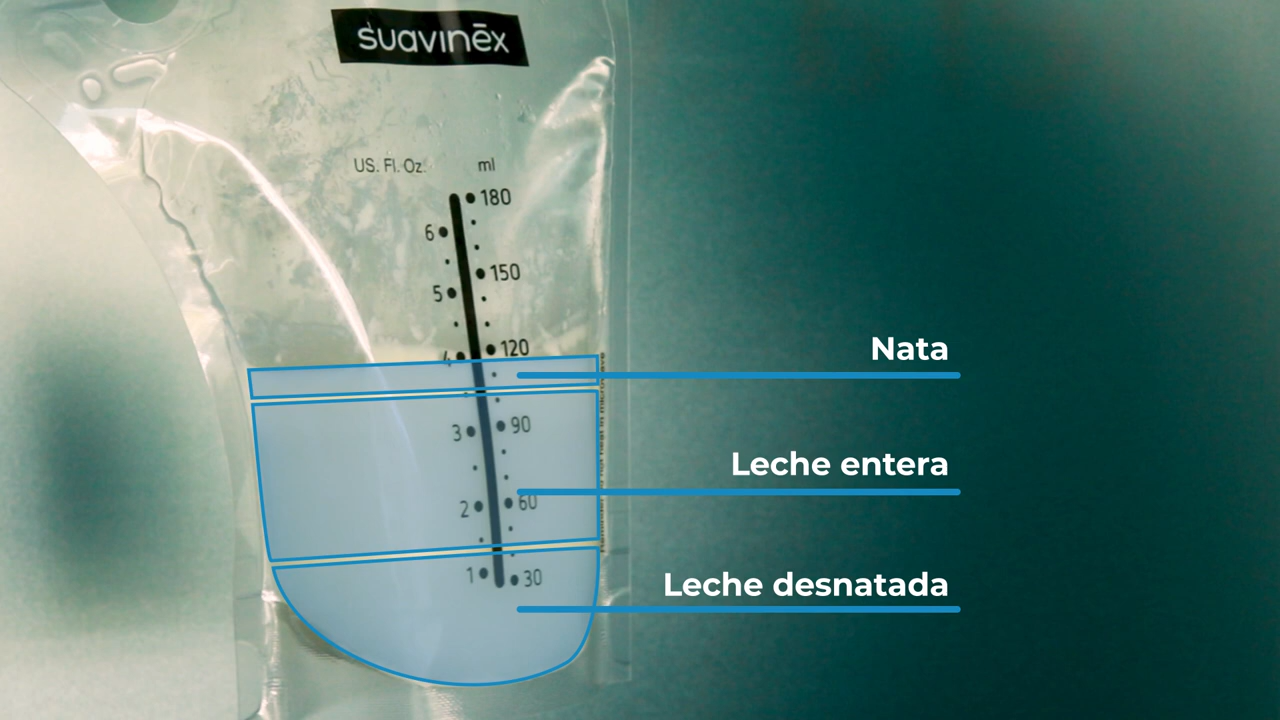 suavinēx
US. Fl. Oz. ml
180
6
150
5
120
4
Nata
3 90
Leche entera
2 60
Leche desnatada
1 30